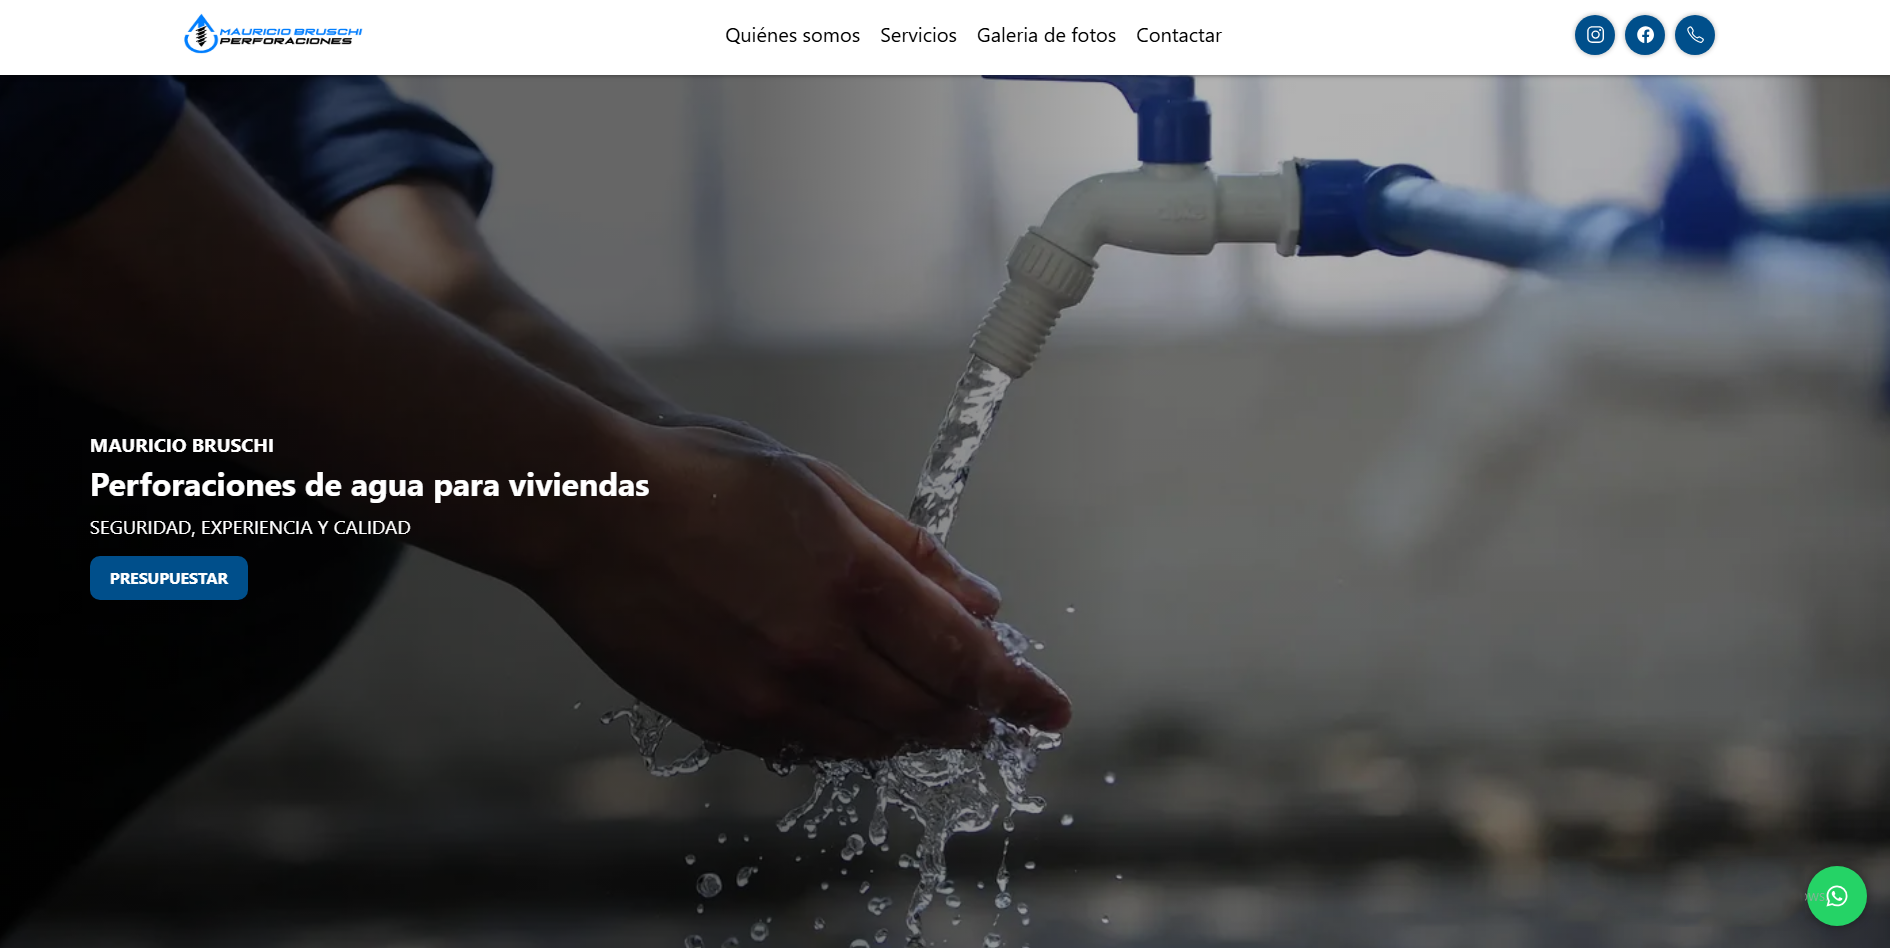 MAURICIO BRUSCHI
PERFORACIONES
Quiénes somos
Servicios
Galeria de fotos
Contactar
MAURICIO BRUSCHI
Perforaciones de agua para viviendas
SEGURIDAD, EXPERIENCIA Y CALIDAD
PRESUPUESTAR